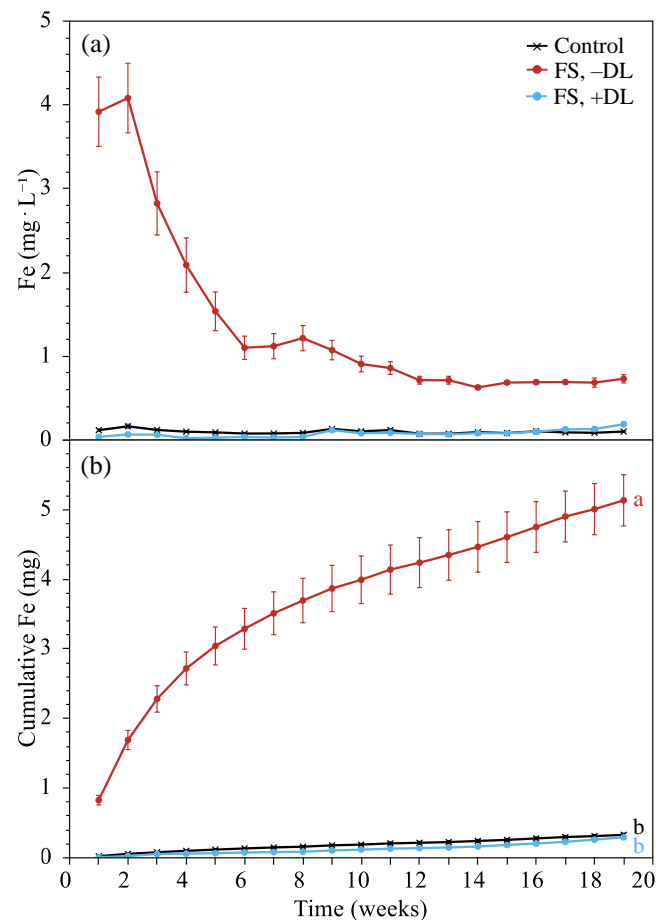 (a)
Control
FS, –DL
FS, +DL
5
4
3
2
1
0
Fe (mg · L⁻¹)
(b)
a
b
b
5
4
3
2
1
0
Cumulative Fe (mg)
0 2 4 6 8 10 12 14 16 18 20
Time (weeks)